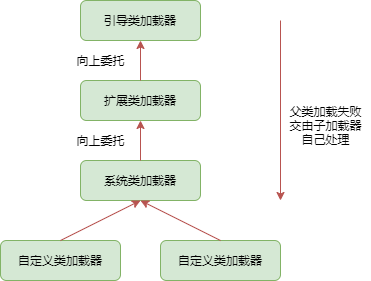 引导类加载器
向上委托
扩展类加载器
向上委托
系统类加载器
自定义类加载器
自定义类加载器
父类加载失败
交由子加载器
自己处理